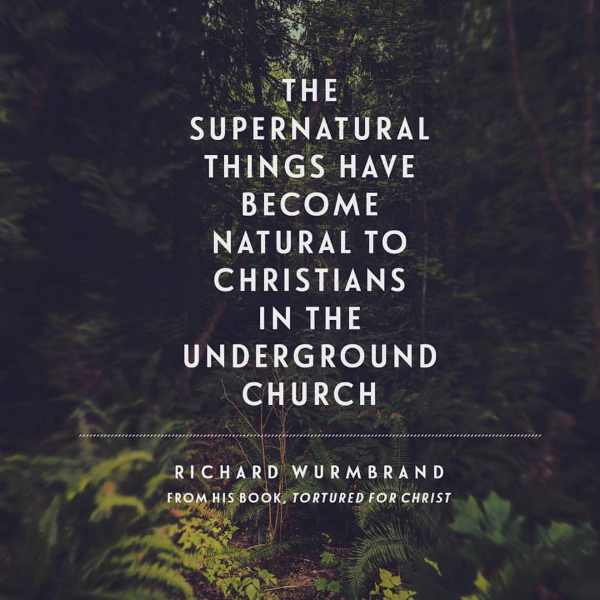 THE
SUPERNATURAL
THINGS HAVE
BECOME
NATURAL TO
CHRISTIANS
IN THE
UNDERGROUND
CHURCH
RICHARD WURMBRAND
FROM HIS BOOK, TORTURED FOR CHRIST